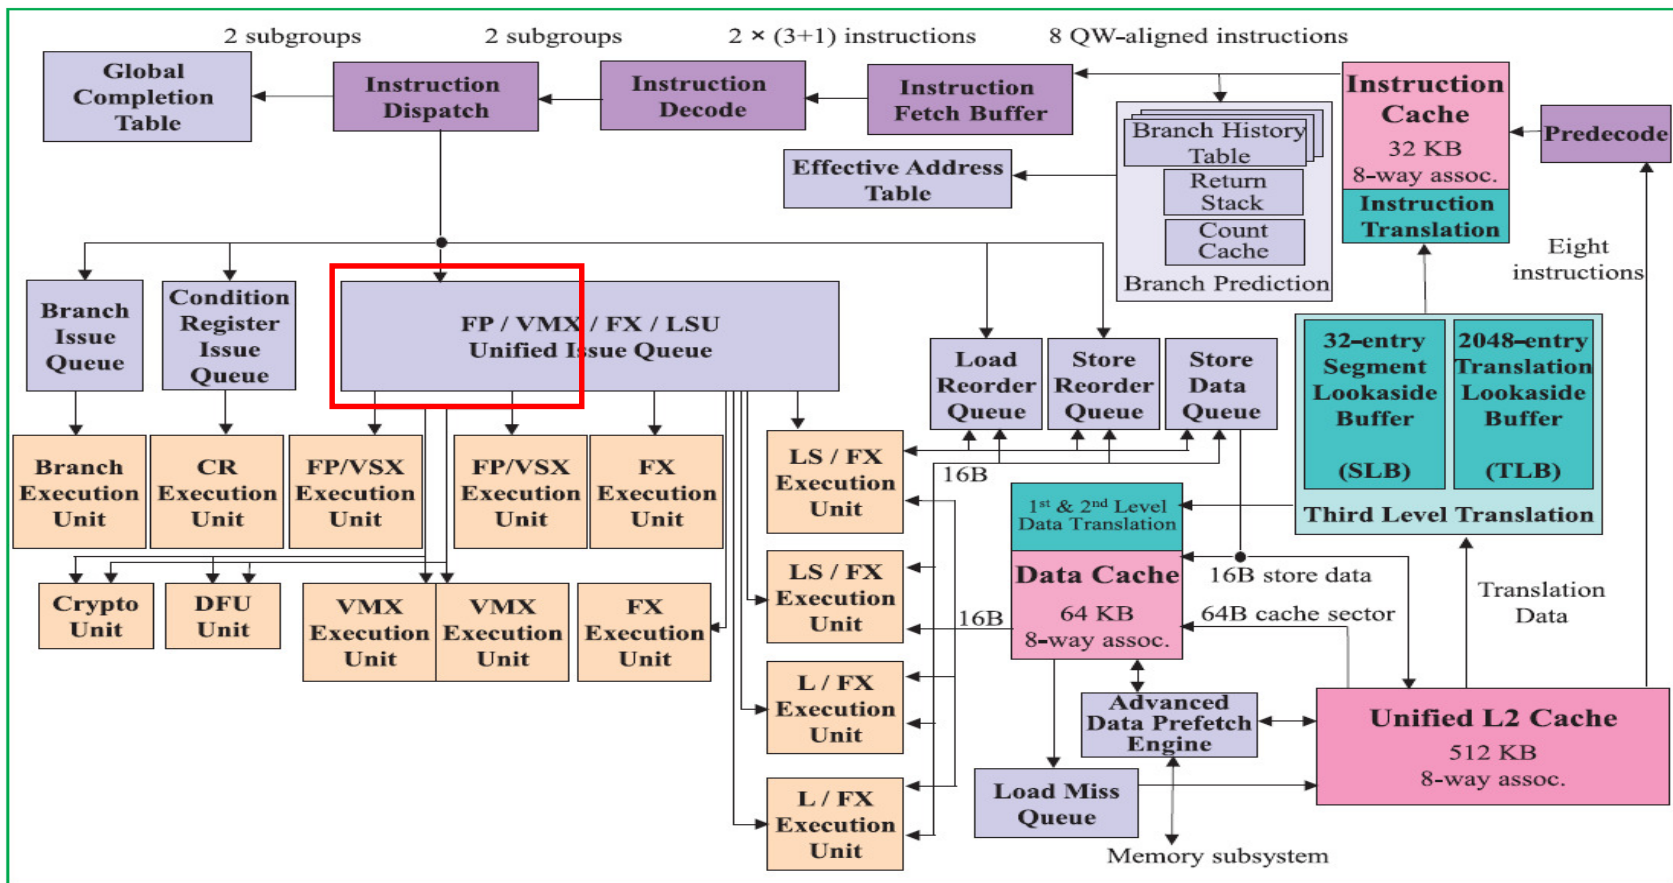 2 subgroups
2 subgroups
2 × (3+1) instructions
8 QW-aligned instructions
Global
Completion
Table
Instruction
Dispatch
Instruction
Decode
Instruction
Fetch Buffer
Branch History
Table
Return
Stack
Count
Cache
Branch Prediction
Effective Address
Table
Instruction
Cache
32 KB
8-way assoc.
Instruction
Translation
Predecode
Eight
instructions
Branch
Issue
Queue
Condition
Register
Issue
Queue
FP / VMX / FX / LSU
Unified Issue Queue
Load
Reorder
Queue
Store
Reorder
Queue
Store
Data
Queue
32-entry
Segment
Lookaside
Buffer
(SLB)
2048-entry
Translation
Lookaside
Buffer
(TLB)
Third Level Translation
Branch
Execution
Unit
CR
Execution
Unit
FP/VSX
Execution
Unit
FP/VSX
Execution
Unit
FX
Execution
Unit
LS / FX
Execution
Unit
16B
1st & 2nd Level
Data Translation
Data Cache
64 KB
8-way assoc.
16B store data
64B cache sector
Translation
Data
Crypto
Unit
DFU
Unit
VMX
Execution
Unit
VMX
Execution
Unit
FX
Execution
Unit
LS / FX
Execution
Unit
16B
L / FX
Execution
Unit
Advanced
Data Prefetch
Engine
Unified L2 Cache
512 KB
8-way assoc.
L / FX
Execution
Unit
Load Miss
Queue
Memory subsystem